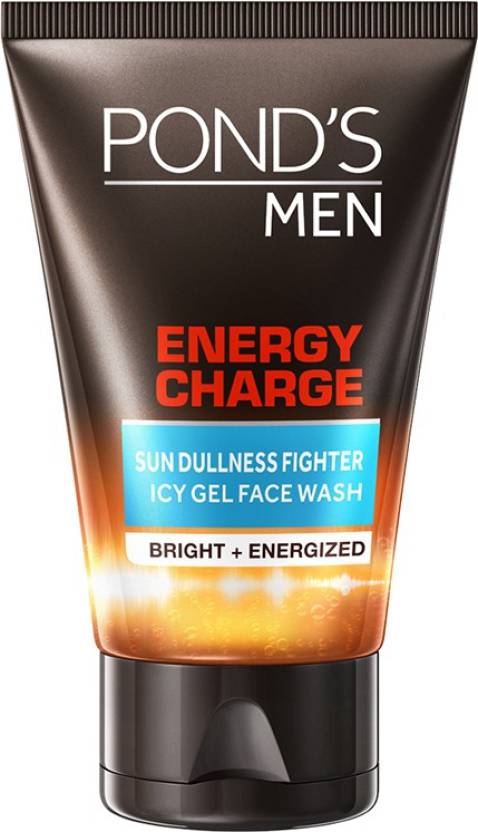 POND'S
MEN
ENERGY
CHARGE
SUN DULLNESS FIGHTER
ICY GEL FACE WASH
BRIGHT + ENERGIZED